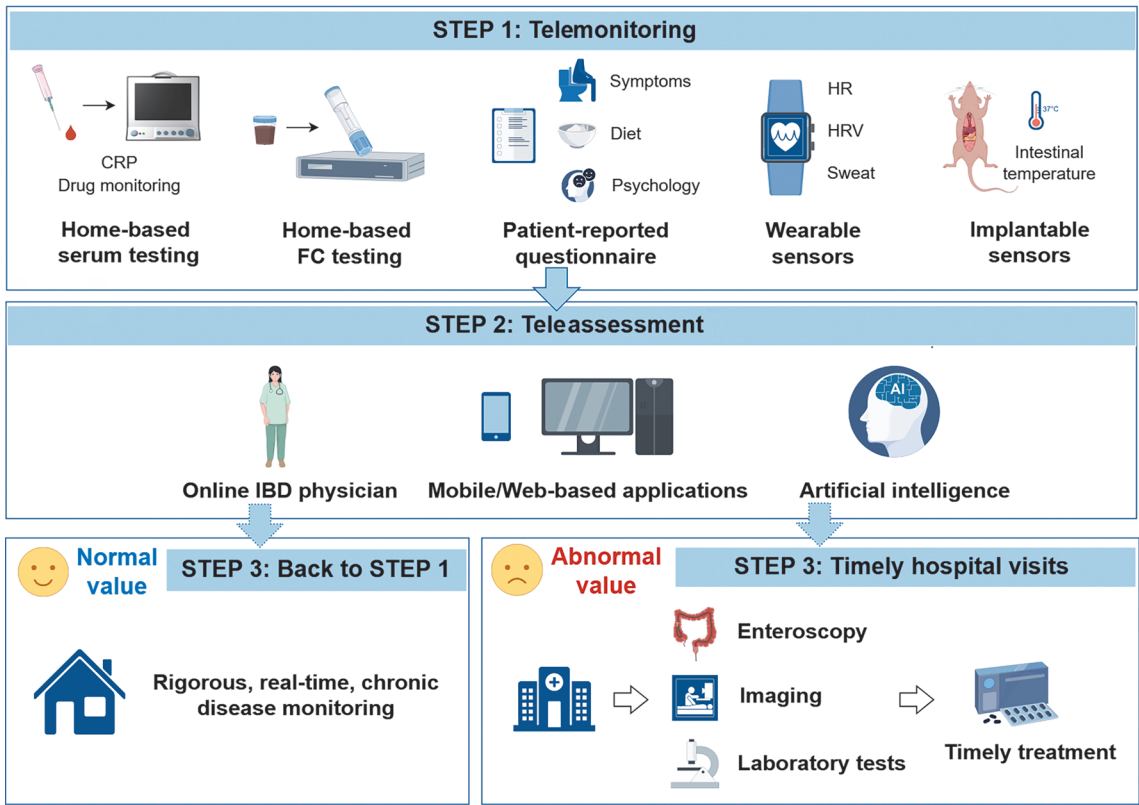 STEP 1: Telemonitoring
CRP
Drug monitoring
Home-based
serum testing
Home-based
FC testing
Symptoms
Diet
Psychology
Patient-reported
questionnaire
HR
HRV
Sweat
Wearable
sensors
37°C
Intestinal
temperature
Implantable
sensors
STEP 2: Teleassessment
Online IBD physician
Mobile/Web-based applications
AI
Artificial intelligence
Normal
value
STEP 3: Back to STEP 1
Rigorous, real-time, chronic
disease monitoring
Abnormal
value
STEP 3: Timely hospital visits
Enteroscopy
Imaging
Laboratory tests
Timely treatment